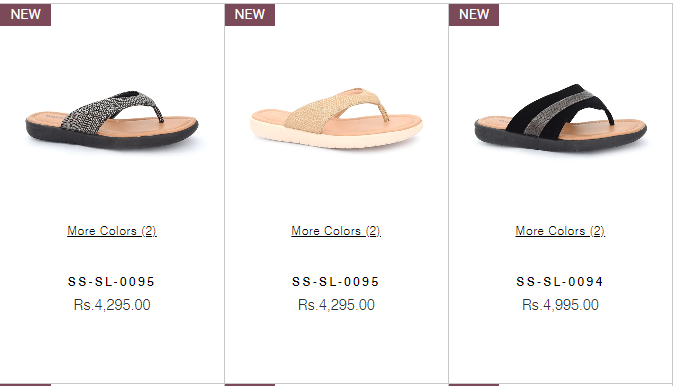 NEW NEW NEW
More Colors (2) More Colors (2) More Colors (2)
SS-SL-0095 SS-SL-0095 SS-SL-0094
Rs.4,295.00 Rs.4,295.00 Rs.4,995.00